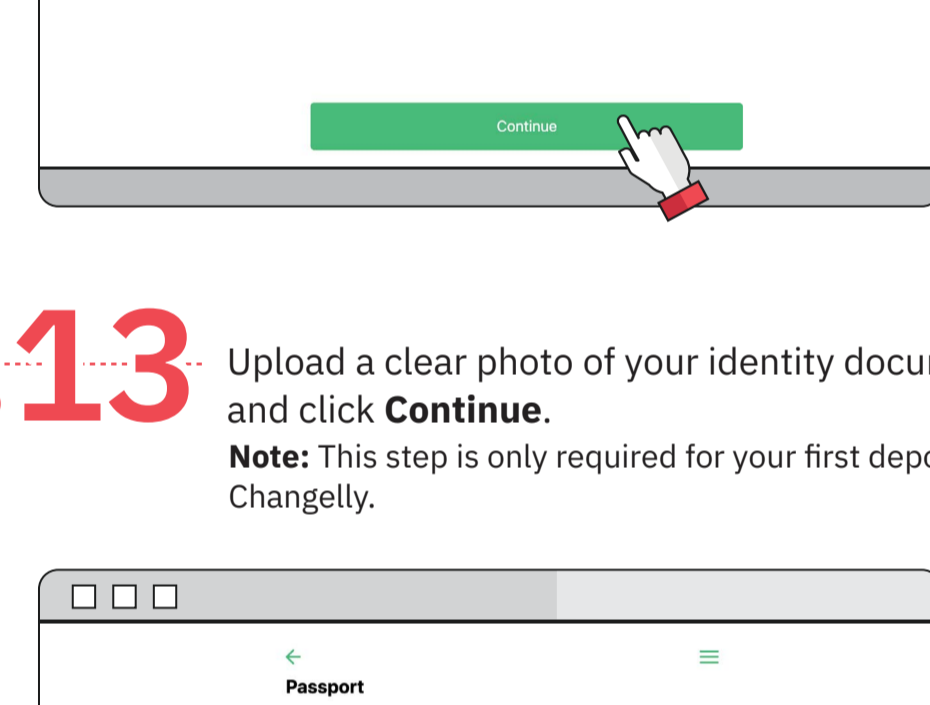 Continue
13
Upload a clear photo of your identity
and click Continue.
Note: This step is only required for your first
Changelly.
Passport